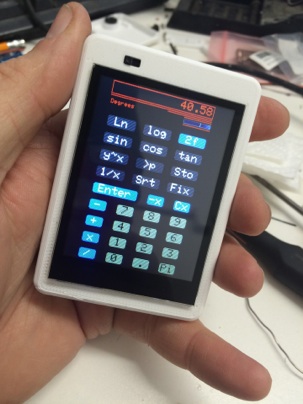 40.58
Degrees
Ln log 2f
sin cos tan
y^x >p Sto
1/x Srt Fix
Enter -x Cx
- 7 8 9
+ 4 5 6
x 1 2 3
/ 0 . Pi